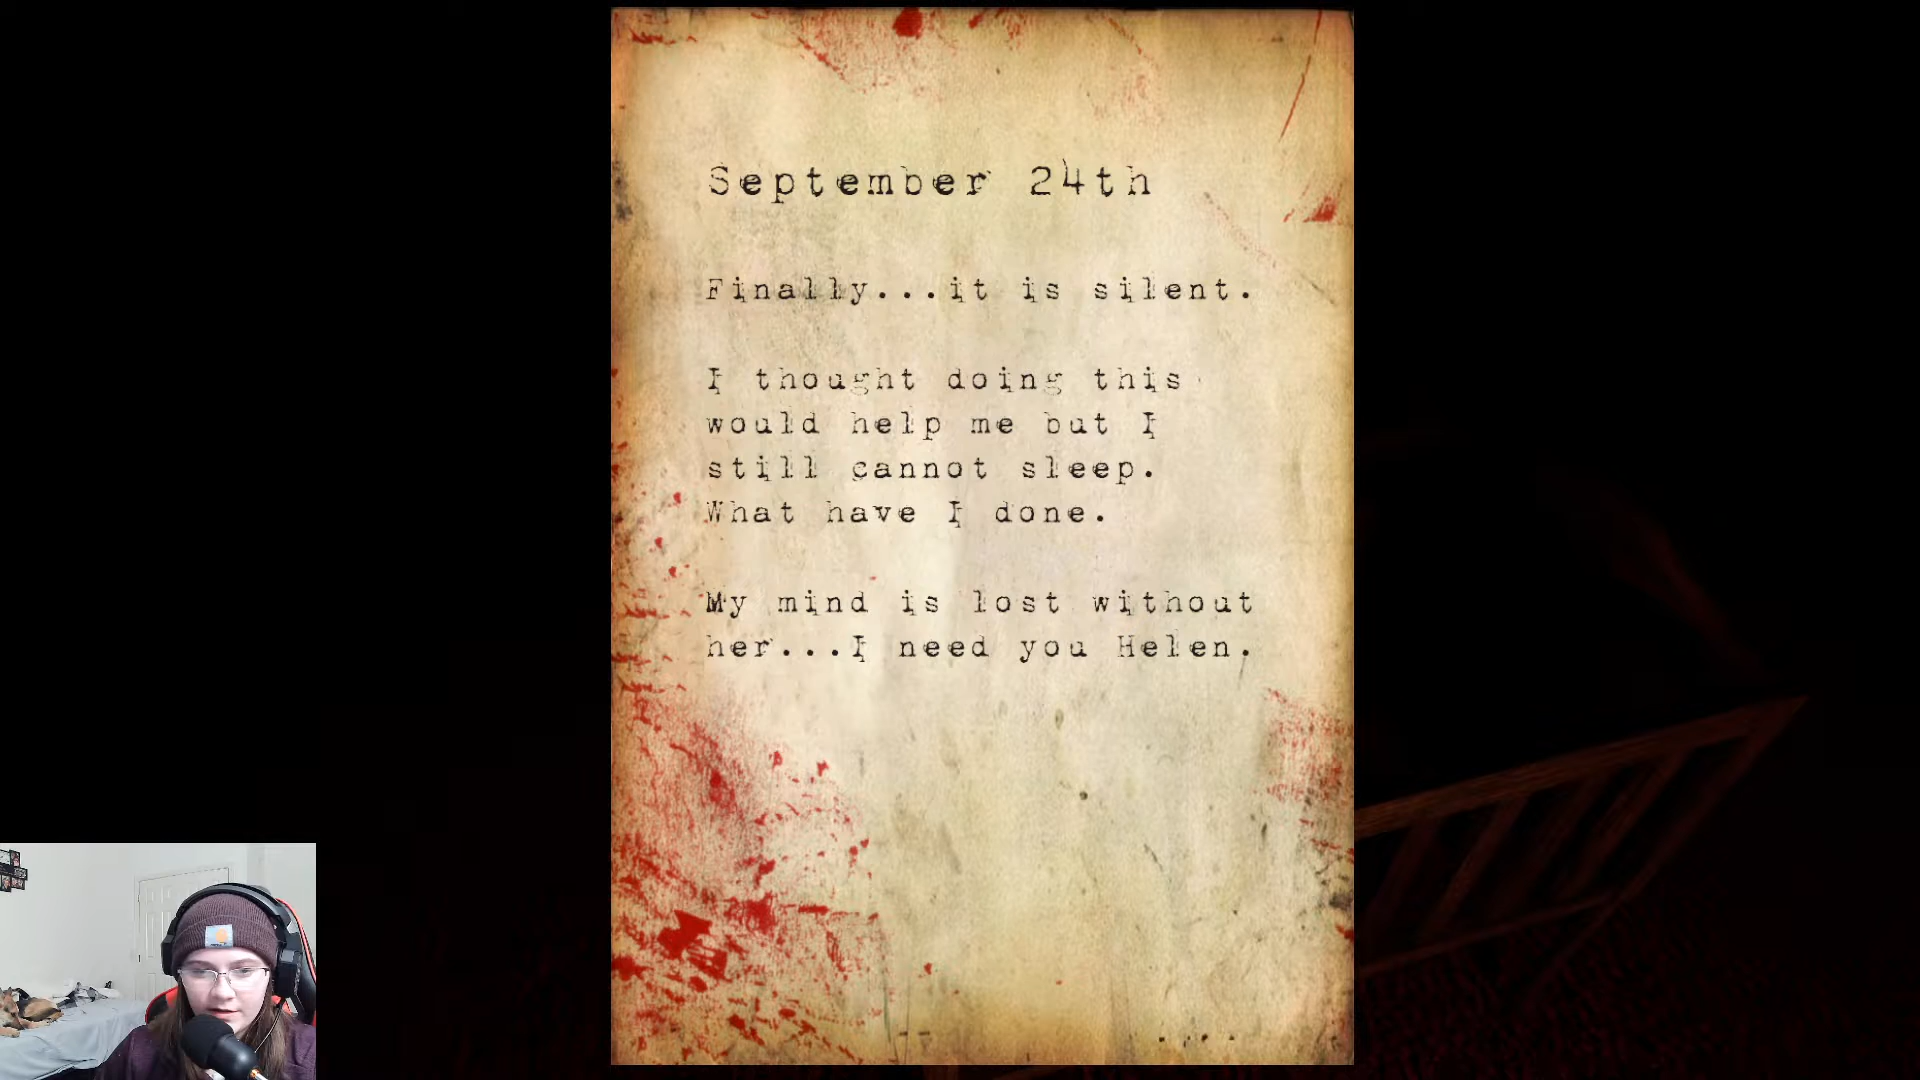 September 24th
Finally...it is silent.
I thought doing this
would help me but I
still cannot sleep.
What have I done.
My mind is lost without
her...I need you Helen.